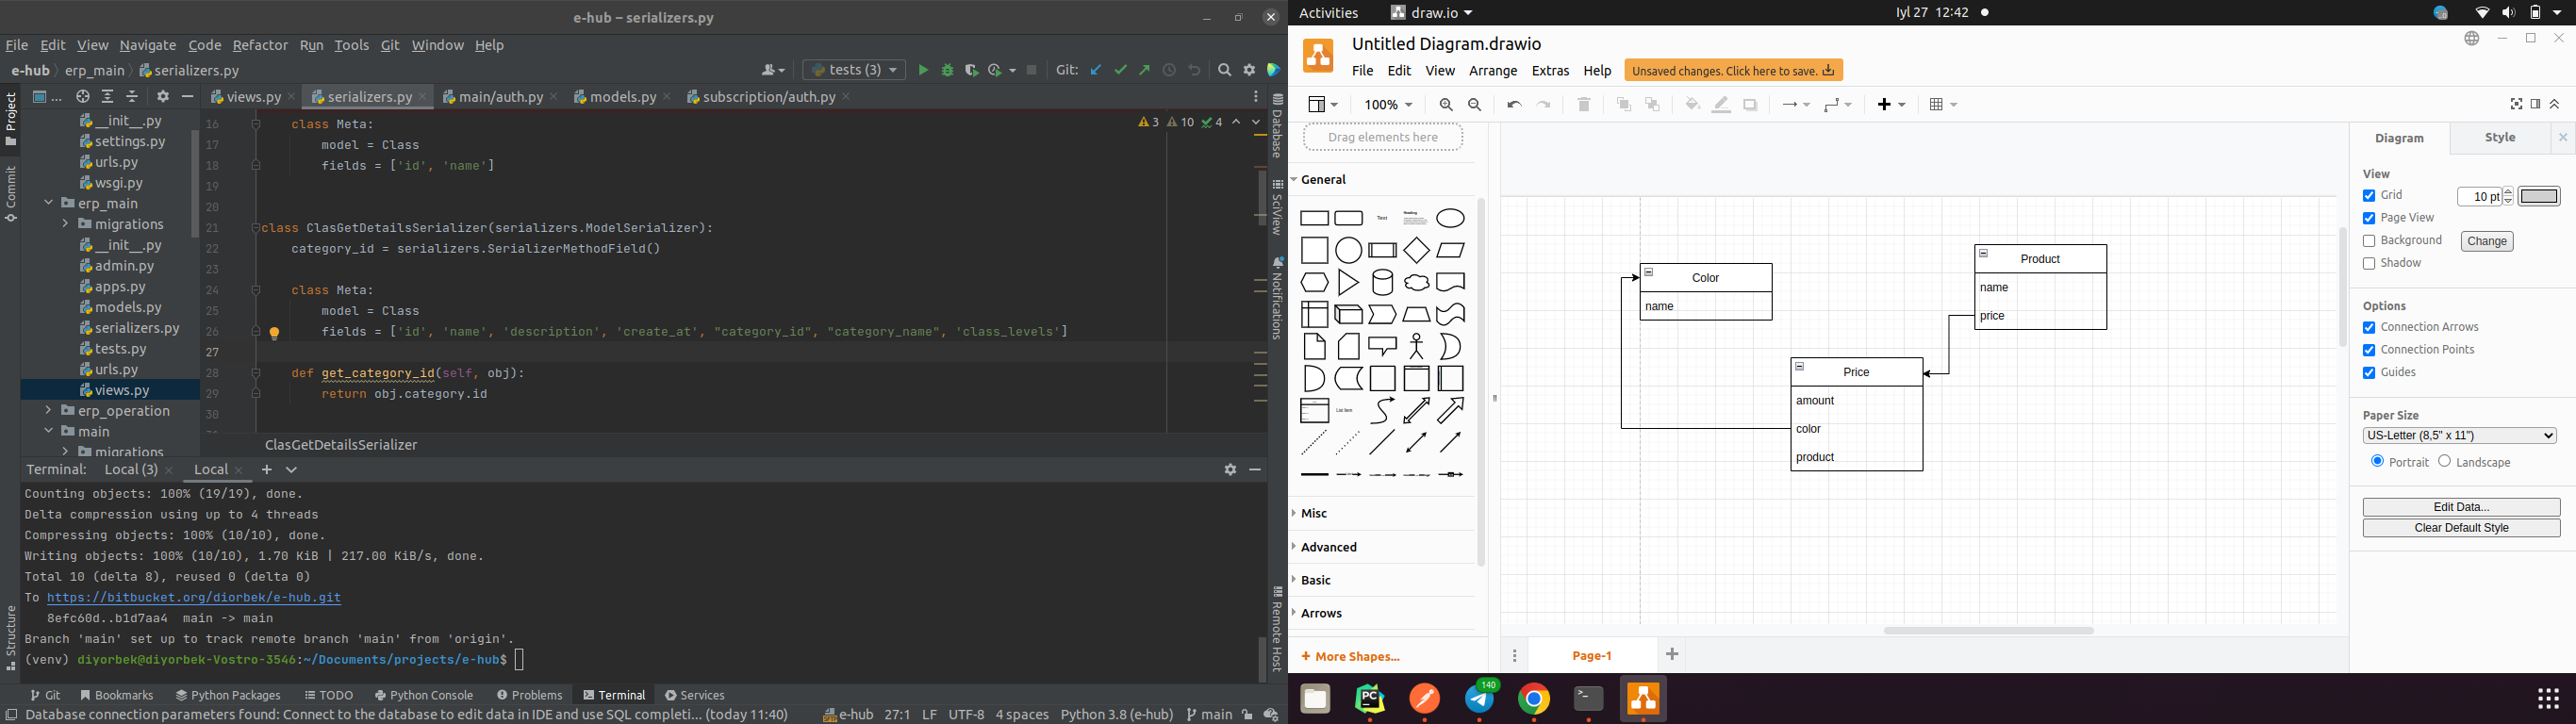 e-hub – serializers.py
File Edit View Navigate Code Refactor Run Tools Git Window Help
e-hub erp_main serializers.py
tests (3)
Git:
...
views.py
serializers.py
main/auth.py
models.py
subscription/auth.py
Project
Commit
Structure
__init__.py
settings.py
urls.py
wsgi.py
erp_main
migrations
__init__.py
admin.py
apps.py
models.py
serializers.py
tests.py
urls.py
views.py
erp_operation
main
migrations
3 10 4
16 class Meta:
17 model = Class
18 fields = ['id', 'name']
19
20
21 class ClasGetDetailsSerializer(serializers.ModelSerializer):
22 category_id = serializers.SerializerMethodField()
23
24 class Meta:
25 model = Class
26 fields = ['id', 'name', 'description', 'create_at', "category_id", "category_name", 'class_levels']
27
28 def get_category_id(self, obj):
29 return obj.category.id
30
ClasGetDetailsSerializer
Database
SciView
Notifications
Remote Host
Terminal: Local (3) Local
Counting objects: 100% (19/19), done.
Delta compression using up to 4 threads
Compressing objects: 100% (10/10), done.
Writing objects: 100% (10/10), 1.70 KiB | 217.00 KiB/s, done.
Total 10 (delta 8), reused 0 (delta 0)
To https://bitbucket.org/diorbek/e-hub.git
8efc60d..b1d7aa4 main -> main
Branch 'main' set up to track remote branch 'main' from 'origin'.
(venv) diyorbek@diyorbek-Vostro-3546:~/Documents/projects/e-hub$
Git Bookmarks Python Packages TODO Python Console Problems Terminal Services
Database connection parameters found: Connect to the database to edit data in IDE and use SQL completi... (today 11:40)
e-hub 27:1 LF UTF-8 4 spaces Python 3.8 (e-hub) main
Activities draw.io Iyl 27 12:42
Untitled Diagram.drawio
File Edit View Arrange Extras Help Unsaved changes. Click here to save.
100%
Drag elements here
General
Text
Heading
List Item
Misc
Advanced
Basic
Arrows
+ More Shapes...
Color
name
Product
name
price
Price
amount
color
product
Page-1
Diagram Style
View
Grid 10 pt
Page View
Background Change
Shadow
Options
Connection Arrows
Connection Points
Guides
Paper Size
US-Letter (8,5" x 11")
Portrait Landscape
Edit Data...
Clear Default Style
PC
140